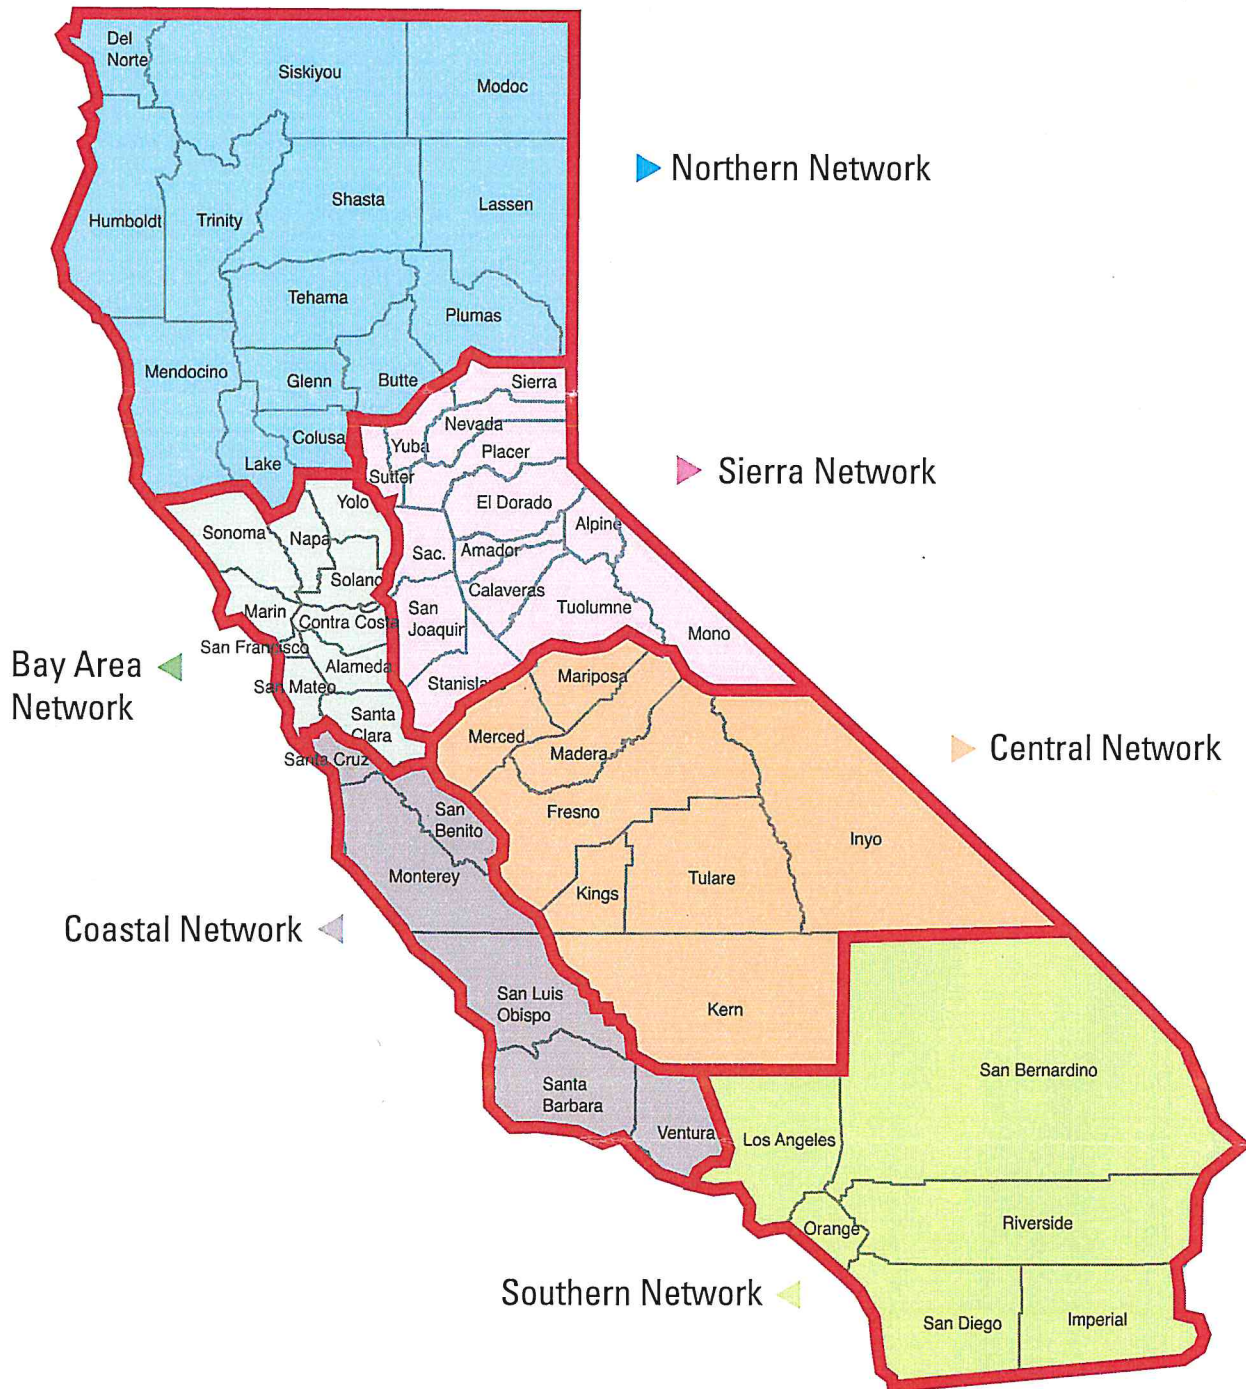 Del
Norte
Siskiyou
Modoc
Humboldt
Trinity
Shasta
Lassen
Tehama
Plumas
Mendocino
Glenn
Butte
Colusa
Lake
Northern Network
Sierra
Nevada
Yuba
Placer
Sutter
El Dorado
Alpine
Sac.
Amador
Calaveras
Tuolumne
San
Joaquin
Mono
Stanislaus
Sierra Network
Yolo
Sonoma
Napa
Solano
Marin
Contra Costa
San Francisco
Alameda
San Mateo
Santa
Clara
Bay Area
Network
Mariposa
Merced
Madera
Fresno
Inyo
Kings
Tulare
Kern
Central Network
Santa Cruz
San
Benito
Monterey
San Luis
Obispo
Santa
Barbara
Ventura
Coastal Network
San Bernardino
Los Angeles
Orange
Riverside
San Diego
Imperial
Southern Network